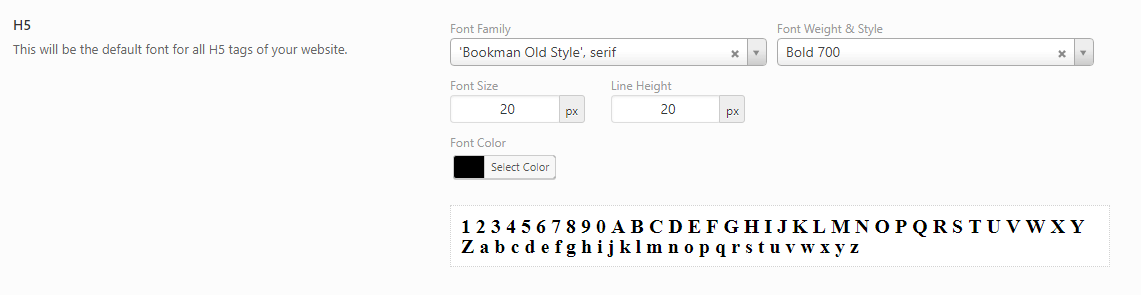 H5
This will be the default font for all H5 tags of your website.
Font Family
'Bookman Old Style', serif
Font Weight & Style
Bold 700
Font Size
20 px
Line Height
20 px
Font Color
Select Color
1 2 3 4 5 6 7 8 9 0 A B C D E F G H I J K L M N O P Q R S T U V W X Y
Z a b c d e f g h i j k l m n o p q r s t u v w x y z